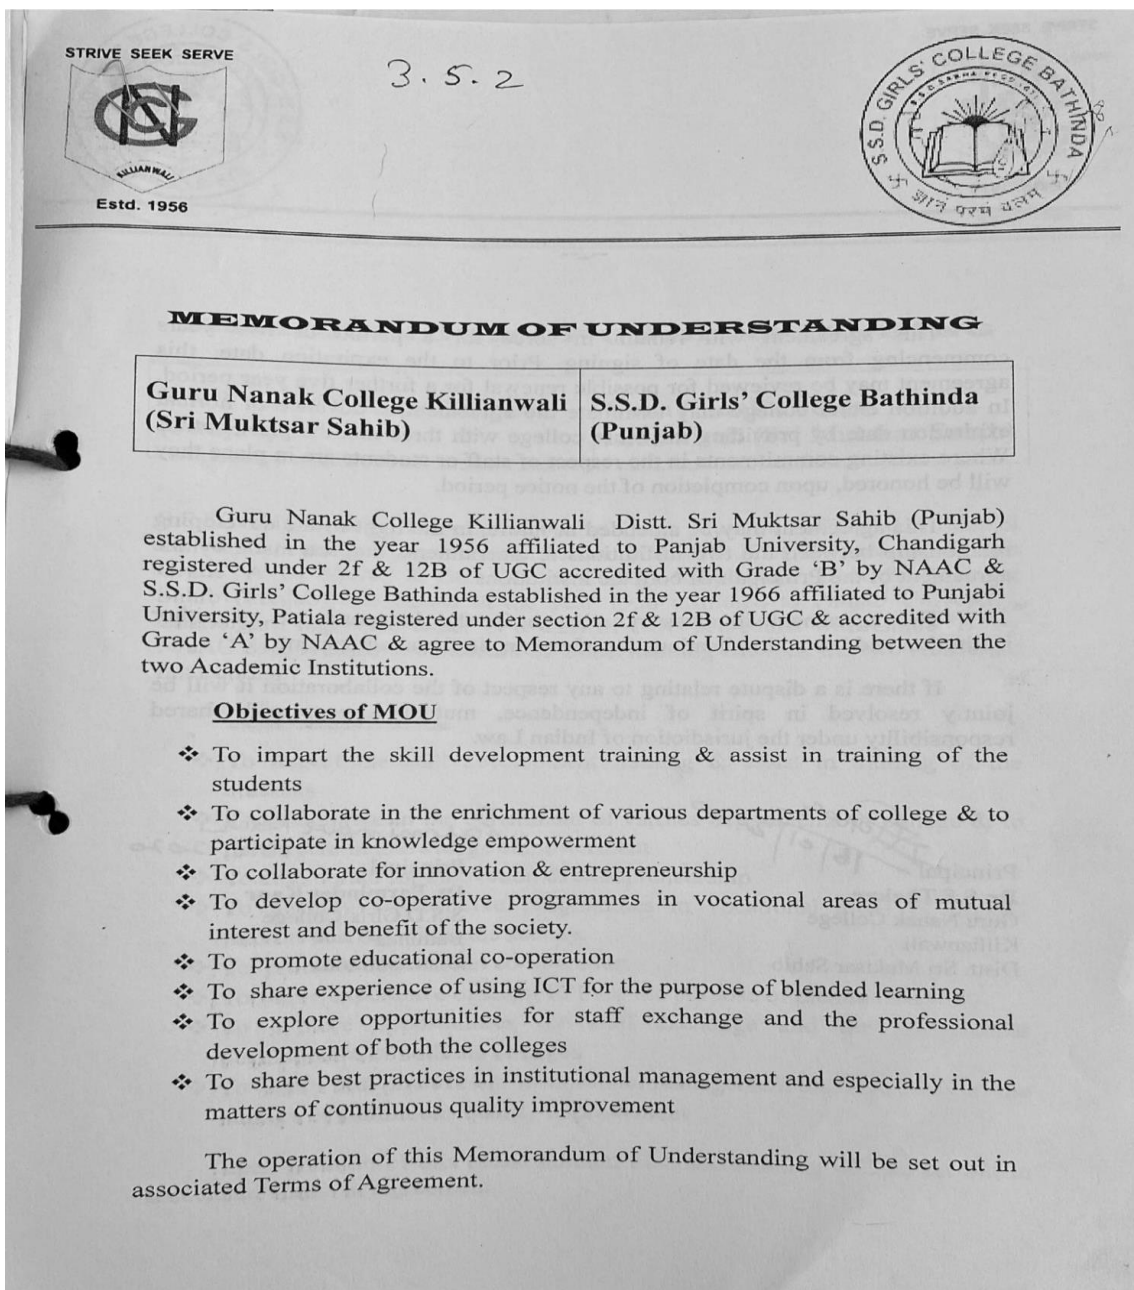 STRIVE SEEK SERVE
GNC
KILLIANWALI
Estd. 1956
3.5.2
S.S.D. GIRLS' COLLEGE BATHINDA
ज्ञानं परमं बलम्
MEMORANDUM OF UNDERSTANDING
Guru Nanak College Killianwali
(Sri Muktsar Sahib)
S.S.D. Girls' College Bathinda
(Punjab)
Guru Nanak College Killianwali Distt. Sri Muktsar Sahib (Punjab)
established in the year 1956 affiliated to Panjab University, Chandigarh
registered under 2f & 12B of UGC accredited with Grade 'B' by NAAC &
S.S.D. Girls' College Bathinda established in the year 1966 affiliated to Punjabi
University, Patiala registered under section 2f & 12B of UGC & accredited with
Grade 'A' by NAAC & agree to Memorandum of Understanding between the
two Academic Institutions.
Objectives of MOU
❖ To impart the skill development training & assist in training of the
students
❖ To collaborate in the enrichment of various departments of college & to
participate in knowledge empowerment
❖ To collaborate for innovation & entrepreneurship
❖ To develop co-operative programmes in vocational areas of mutual
interest and benefit of the society.
❖ To promote educational co-operation
❖ To share experience of using ICT for the purpose of blended learning
❖ To explore opportunities for staff exchange and the professional
development of both the colleges
❖ To share best practices in institutional management and especially in the
matters of continuous quality improvement
The operation of this Memorandum of Understanding will be set out in
associated Terms of Agreement.